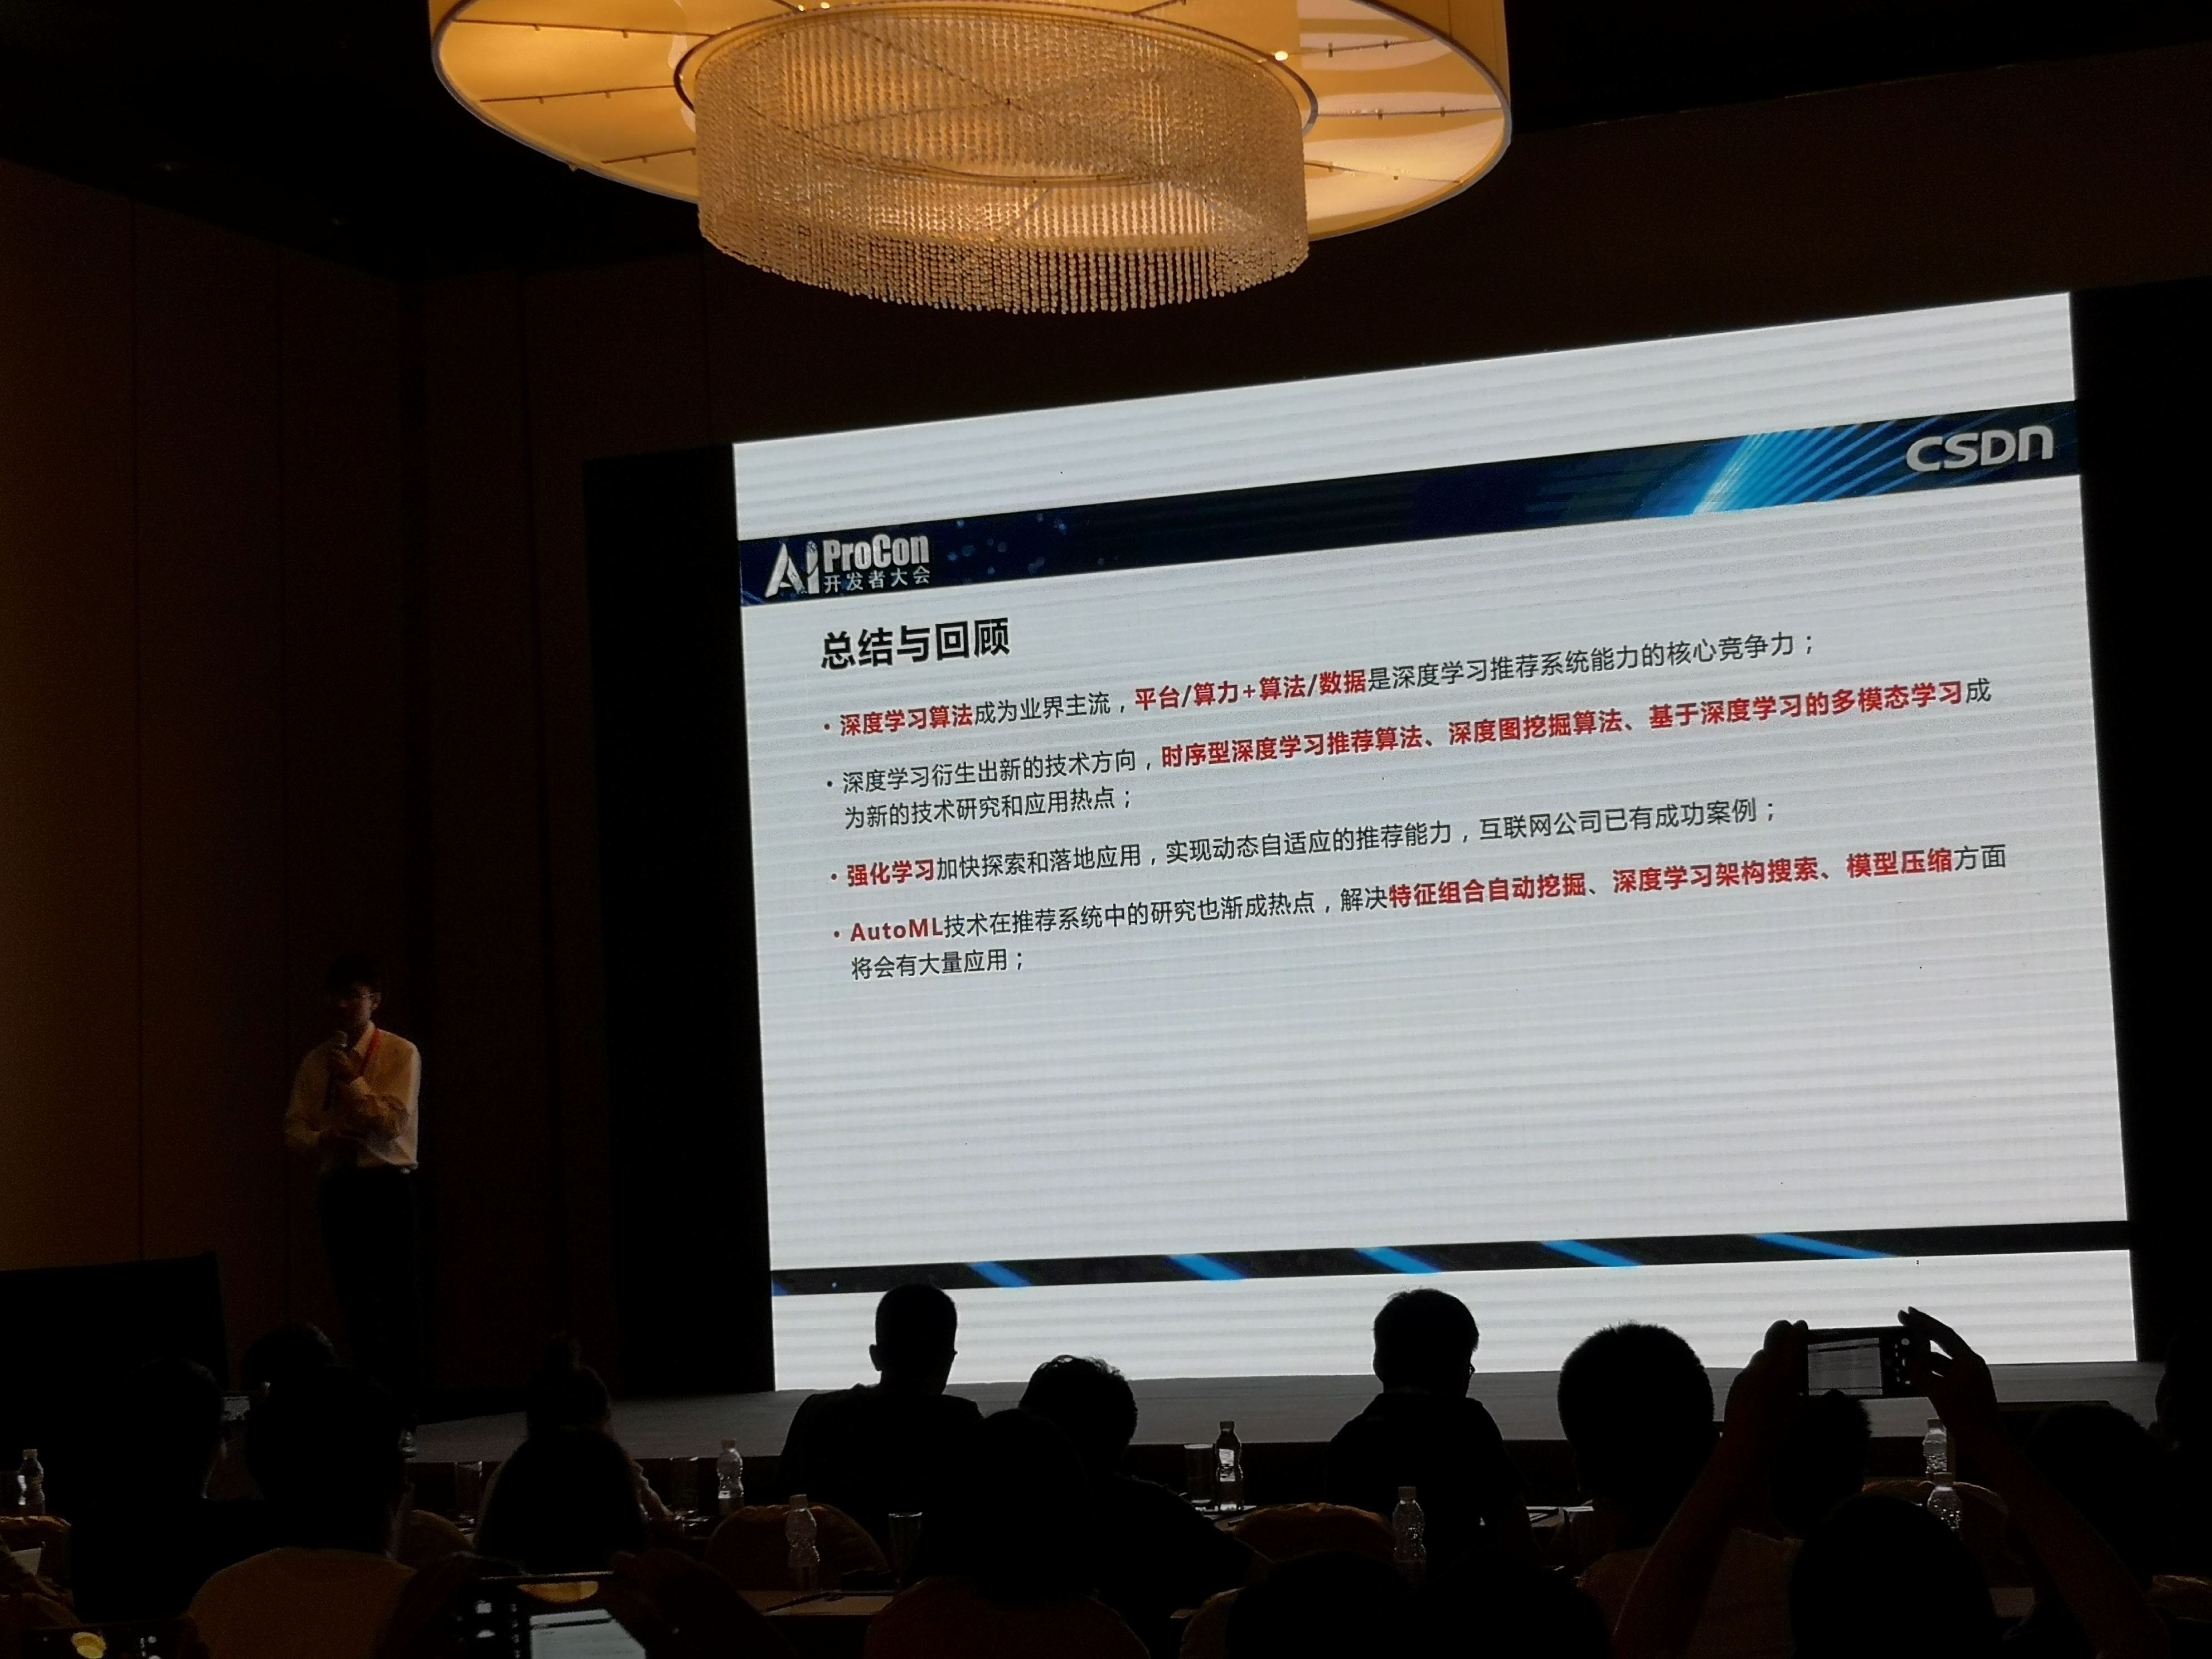 CSDN
AI ProCon
开发者大会
总结与回顾
• 深度学习算法成为业界主流，平台/算力+算法/数据是深度学习推荐系统能力的核心竞争力；
• 深度学习衍生出新的技术方向，时序型深度学习推荐算法、深度图挖掘算法、基于深度学习的多模态学习成
为新的技术研究和应用热点；
• 强化学习加快探索和落地应用，实现动态自适应的推荐能力，互联网公司已有成功案例；
• AutoML技术在推荐系统中的研究也渐成热点，解决特征组合自动挖掘、深度学习架构搜索、模型压缩方面
将会有大量应用；